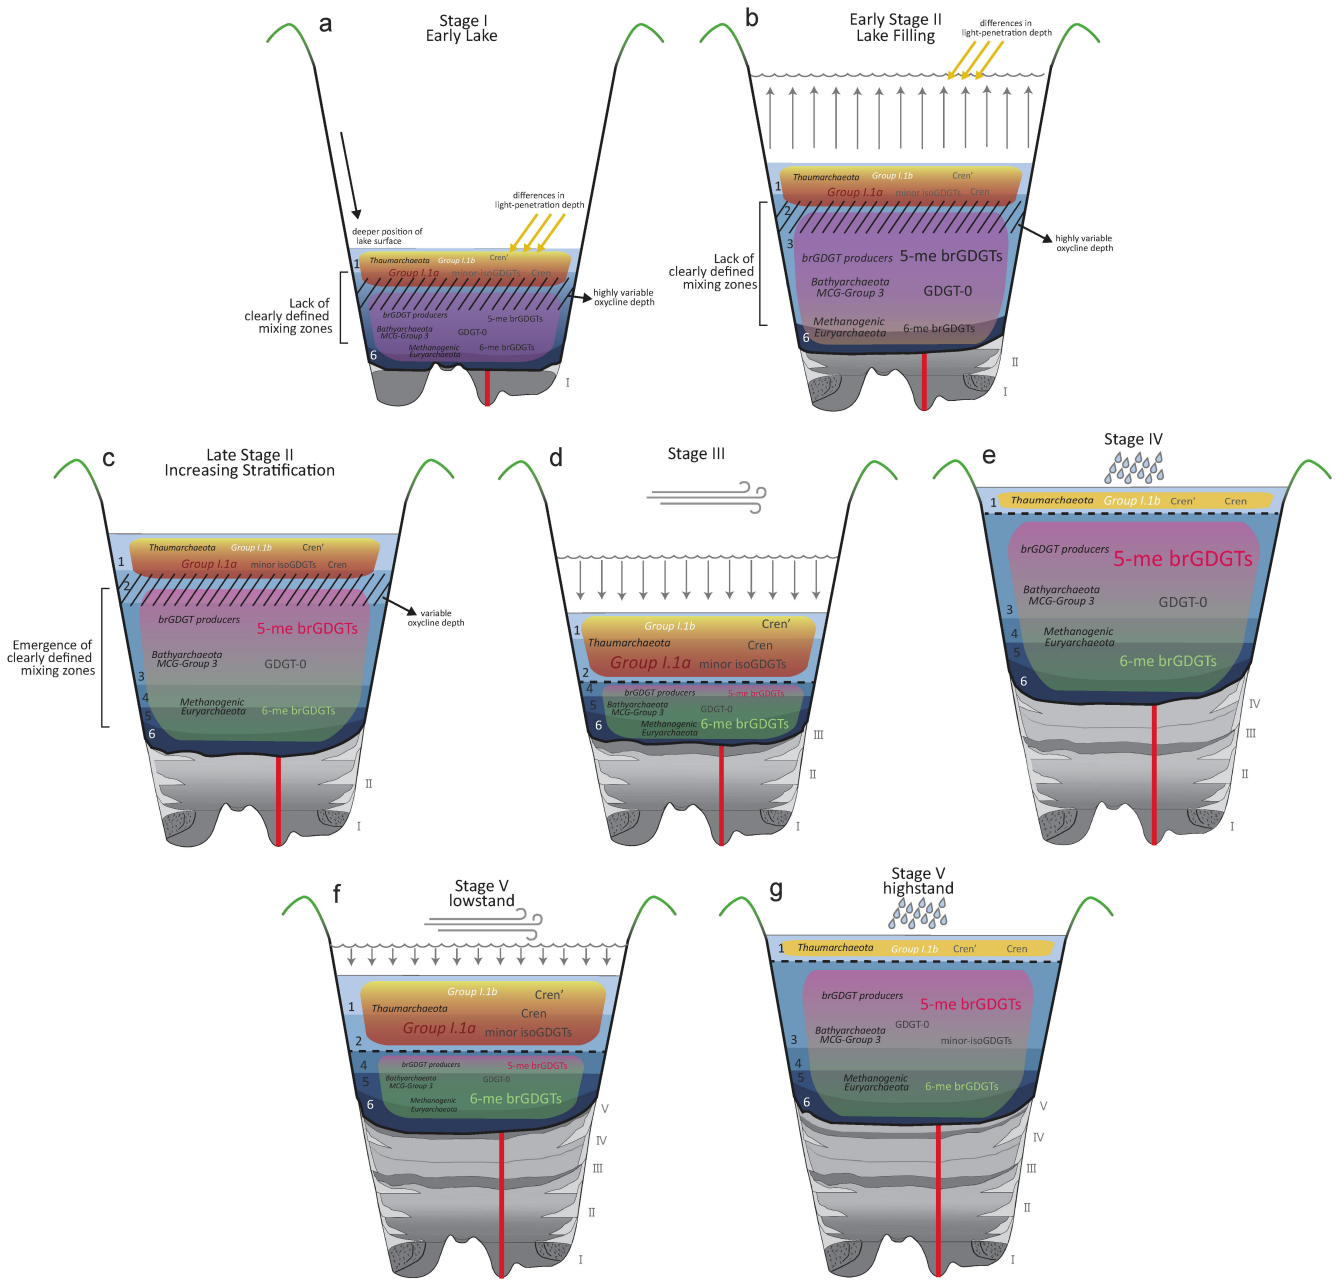 a
Stage I
Early Lake
differences in
light-penetration depth
deeper position of
lake surface
1
Thaumarchaeota Group I.1b Cren'
Group I.1a minor-isoGDGTs Cren
Lack of
clearly defined
mixing zones
highly variable
oxycline depth
brGDGT producers 5-me brGDGTs
Bathyarchaeota
MCG-Group 3 GDGT-0
Methanogenic
Euryarchaeota 6-me brGDGTs
6
I
b
Early Stage II
Lake Filling
differences in
light-penetration depth
1
Thaumarchaeota Group I.1b Cren'
Group I.1a minor isoGDGTs Cren
2
3
highly variable
oxycline depth
Lack of
clearly defined
mixing zones
brGDGT producers 5-me brGDGTs
Bathyarchaeota
MCG-Group 3 GDGT-0
Methanogenic
Euryarchaeota 6-me brGDGTs
6
II
I
c
Late Stage II
Increasing Stratification
1
Thaumarchaeota Group I.1b Cren'
Group I.1a minor isoGDGTs Cren
2
variable
oxycline depth
Emergence of
clearly defined
mixing zones
brGDGT producers 5-me brGDGTs
Bathyarchaeota
MCG-Group 3 GDGT-0
3
4
Methanogenic
Euryarchaeota 6-me brGDGTs
5
6
II
I
d
Stage III
1
Group I.1b Cren'
Thaumarchaeota Cren
Group I.1a minor isoGDGTs
2
4
brGDGT producers 5-me brGDGTs
5
Bathyarchaeota
MCG-Group 3 GDGT-0
6
Methanogenic
Euryarchaeota 6-me brGDGTs
III
II
I
e
Stage IV
1
Thaumarchaeota Group I.1b Cren' Cren
brGDGT producers 5-me brGDGTs
Bathyarchaeota
MCG-Group 3 GDGT-0
3
4
Methanogenic
Euryarchaeota
5
6-me brGDGTs
6
IV
III
II
I
f
Stage V
lowstand
1
Group I.1b Cren'
Thaumarchaeota Cren
Group I.1a minor isoGDGTs
2
4
brGDGT producers 5-me brGDGTs
5
Bathyarchaeota
MCG-Group 3 GDGT-0
6
Methanogenic
Euryarchaeota 6-me brGDGTs
V
IV
III
II
I
g
Stage V
highstand
1
Thaumarchaeota Group I.1b Cren' Cren
brGDGT producers 5-me brGDGTs
GDGT-0
Bathyarchaeota
MCG-Group 3 minor-isoGDGTs
3
4
5
Methanogenic
Euryarchaeota 6-me brGDGTs
6
V
IV
III
II
I